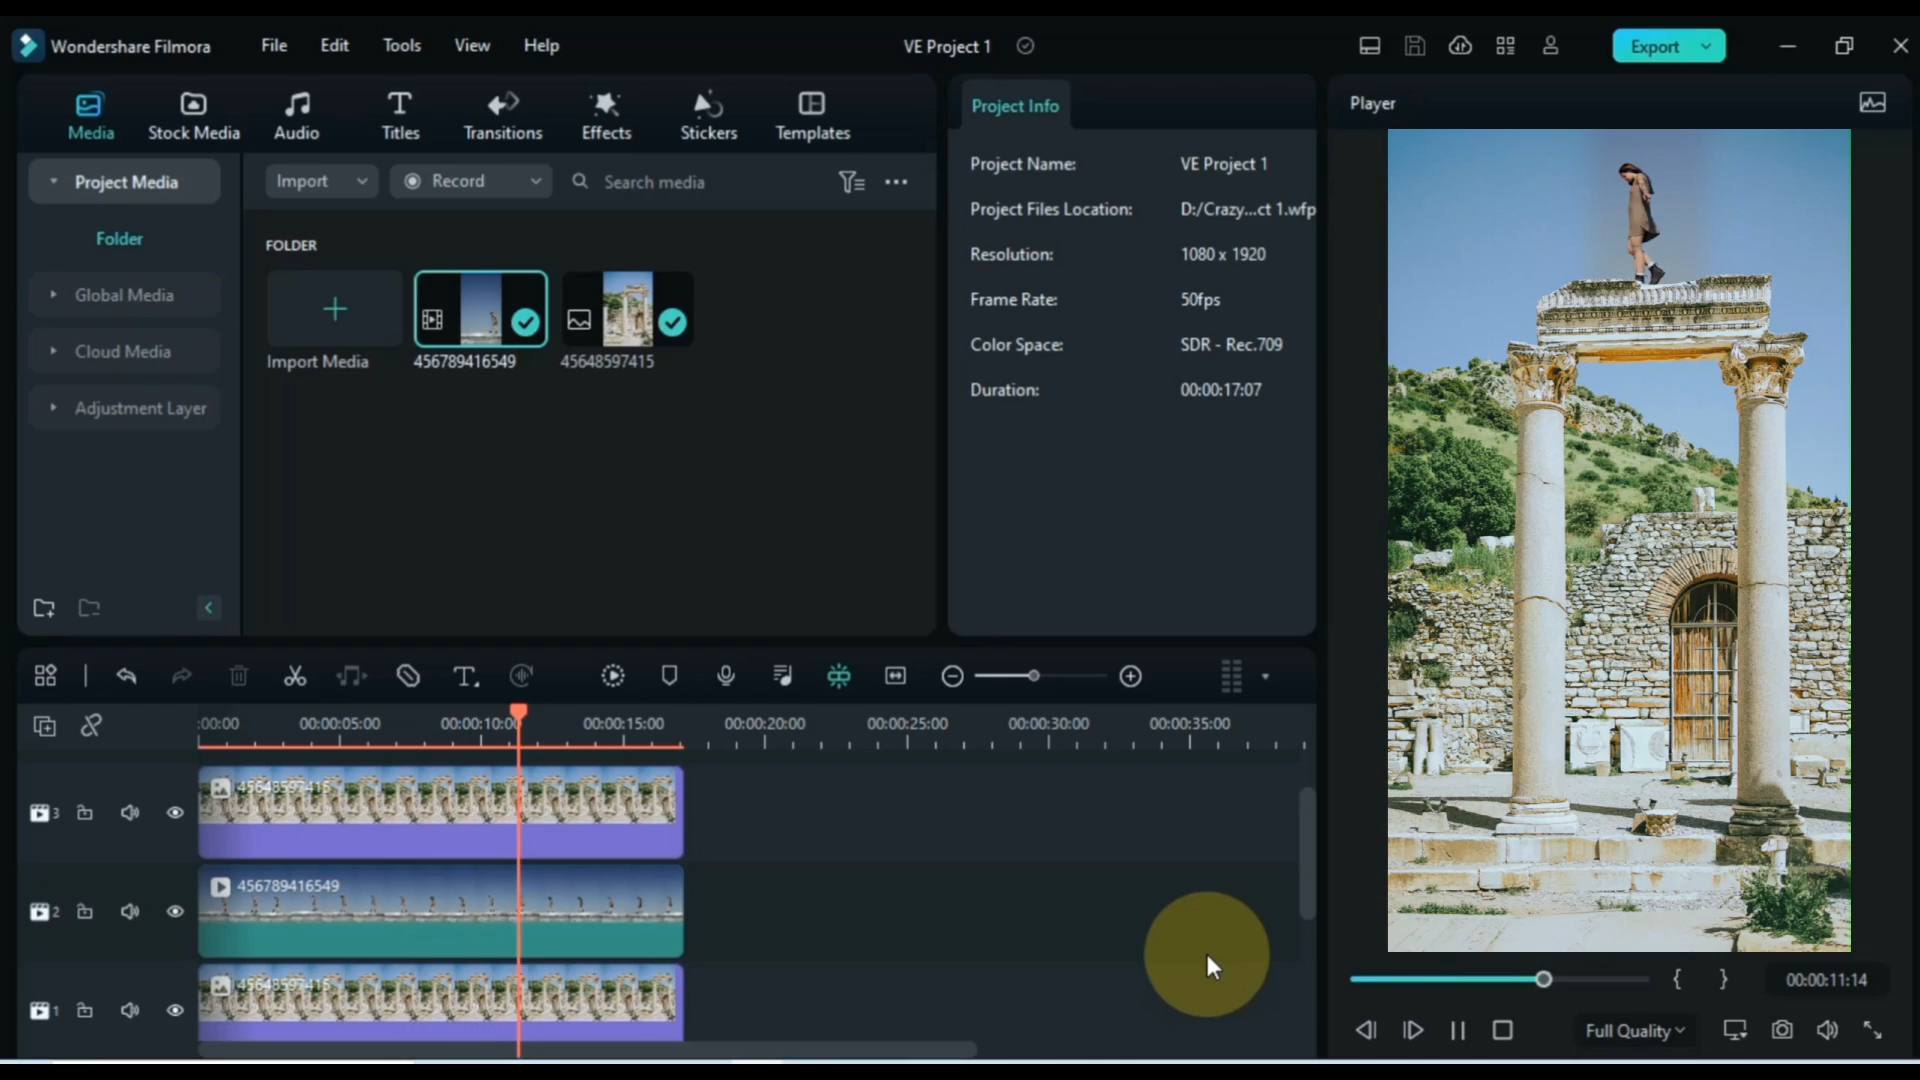 Wondershare Filmora
File Edit Tools View Help
VE Project 1
Export
Media Stock Media Audio Titles Transitions Effects Stickers Templates
Project Media
Folder
Global Media
Cloud Media
Adjustment Layer
Import Record Search media
FOLDER
Import Media 456789416549 45648597415
Project Info
Project Name: VE Project 1
Project Files Location: D:/Crazy...ct 1.wfp
Resolution: 1080 x 1920
Frame Rate: 50fps
Color Space: SDR - Rec.709
Duration: 00:00:17:07
Player
:00:00 00:00:05:00 00:00:10:00 00:00:15:00 00:00:20:00 00:00:25:00 00:00:30:00 00:00:35:00
3 45648597415
2 456789416549
1 45648597415
{ } 00:00:11:14
Full Quality